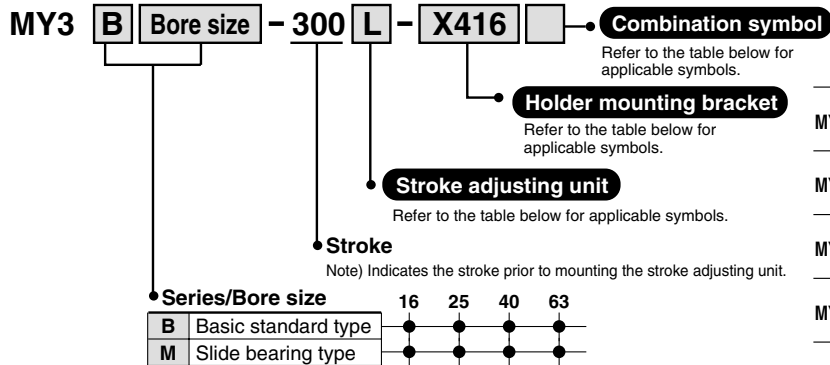 MY3 B Bore size - 300 L - X416
Combination symbol
Refer to the table below for
applicable symbols.
Holder mounting bracket
Refer to the table below for
applicable symbols.
Stroke adjusting unit
Refer to the table below for applicable symbols.
Stroke
Note) Indicates the stroke prior to mounting the stroke adjusting unit.
Series/Bore size 16 25 40 63
B Basic standard type
M Slide bearing type